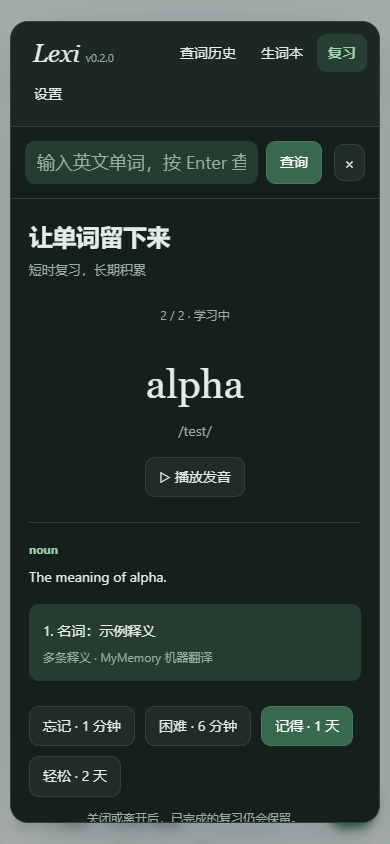 Lexi v0.2.0 查词历史 生词本 复习
设置
输入英文单词，按 Enter 查
查询 ×
让单词留下来
短时复习，长期积累
2 / 2 · 学习中
alpha
/test/
▷ 播放发音
noun
The meaning of alpha.
1. 名词：示例释义
多条释义 · MyMemory 机器翻译
忘记 · 1 分钟 困难 · 6 分钟 记得 · 1 天
轻松 · 2 天
关闭或离开后，已完成的复习仍会保留。